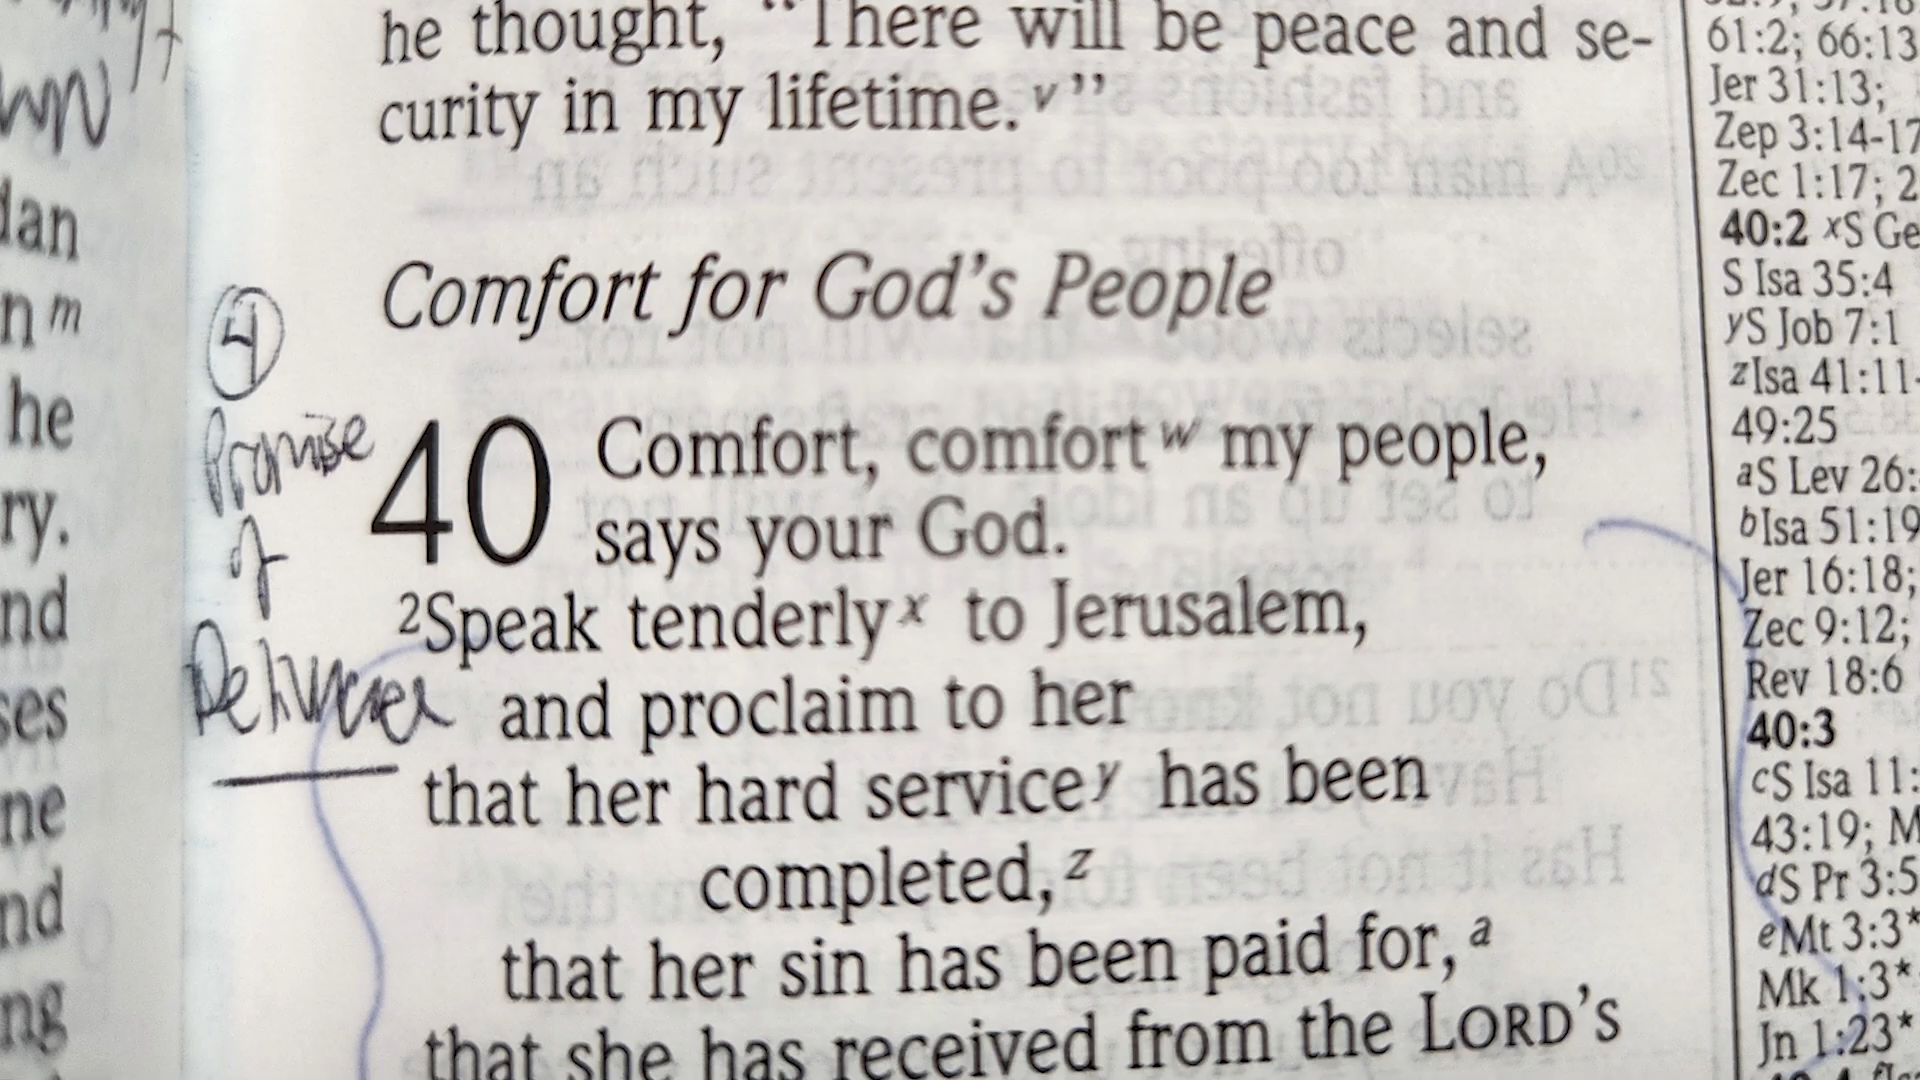 he thought, “There will be peace and se-
curity in my lifetime.ᵛ”
Comfort for God’s People
40 Comfort, comfortʷ my people,
says your God.
²Speak tenderlyˣ to Jerusalem,
and proclaim to her
that her hard serviceʸ has been
completed,ᶻ
that her sin has been paid for,ᵃ
that she has received from the LORD’S
④
Promise
of
Deliverer
dan
nᵐ
he
ry.
nd
ses
ne
nd
ng
61:2; 66:13
Jer 31:13;
Zep 3:14-17
Zec 1:17; 2
40:2 ˣS Ge
S Isa 35:4
ʸS Job 7:1
ᶻIsa 41:11-
49:25
ᵃS Lev 26:
ᵇIsa 51:19
Jer 16:18;
Zec 9:12;
Rev 18:6
40:3
ᶜS Isa 11:
43:19; M
ᵈS Pr 3:5
ᵉMt 3:3*
Mk 1:3*
Jn 1:23*